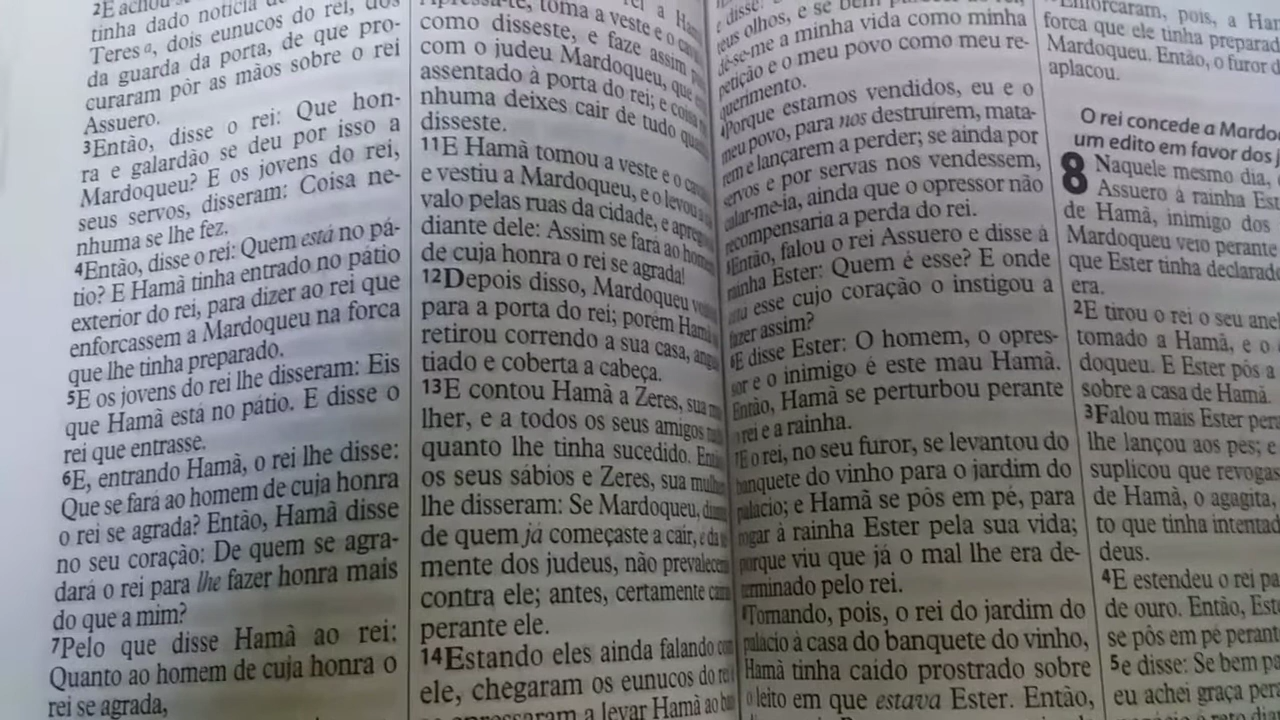 ²E achou-se
tinha dado notícia de
Teresª, dois eunucos do rei, dos
da guarda da porta, de que pro-
curaram pôr as mãos sobre o rei
Assuero.
³Então, disse o rei: Que hon-
ra e galardão se deu por isso a
Mardoqueu? E os jovens do rei,
seus servos, disseram: Coisa ne-
nhuma se lhe fez.
⁴Então, disse o rei: Quem está no pá-
tio? E Hamã tinha entrado no pátio
exterior do rei, para dizer ao rei que
enforcassem a Mardoqueu na forca
que lhe tinha preparado.
⁵E os jovens do rei lhe disseram: Eis
que Hamã está no pátio. E disse o
rei que entrasse.
⁶E, entrando Hamã, o rei lhe disse:
Que se fará ao homem de cuja honra
o rei se agrada? Então, Hamã disse
no seu coração: De quem se agra-
dará o rei para lhe fazer honra mais
do que a mim?
⁷Pelo que disse Hamã ao rei:
Quanto ao homem de cuja honra o
rei se agrada,
rei a Hamã
toma a veste e o
como disseste, e faze assim
com o judeu Mardoqueu, que
assentado à porta do rei; e coisa
nhuma deixes cair de tudo
disseste.
¹¹E Hamã tomou a veste e o
e vestiu a Mardoqueu, e o levou
valo pelas ruas da cidade, e
diante dele: Assim se fará ao
de cuja honra o rei se agrada!
¹²Depois disso, Mardoqueu
para a porta do rei; porém Hamã
retirou correndo a sua casa,
tiado e coberta a cabeça.
¹³E contou Hamã a Zeres, sua
lher, e a todos os seus amigos
quanto lhe tinha sucedido.
os seus sábios e Zeres, sua mulher
lhe disseram: Se Mardoqueu,
de quem já começaste a cair, é da
mente dos judeus, não
contra ele; antes, certamente
perante ele.
¹⁴Estando eles ainda falando
ele, chegaram os eunucos do rei
a levar Hamã ao
e disse:
teus olhos, e se bem
dê-se-me a minha vida como minha
petição e o meu povo como meu re-
querimento.
⁴Porque estamos vendidos, eu e o
meu povo, para nos destruírem, mata-
rem e lançarem a perder; se ainda por
servos e por servas nos vendessem,
calar-me-ia, ainda que o opressor não
recompensaria a perda do rei.
⁵Então, falou o rei Assuero e disse à
rainha Ester: Quem é esse? E onde
está esse cujo coração o instigou a
fazer assim?
⁶E disse Ester: O homem, o opres-
sor e o inimigo é este mau Hamã.
Então, Hamã se perturbou perante
o rei e a rainha.
⁷E o rei, no seu furor, se levantou do
banquete do vinho para o jardim do
palácio; e Hamã se pôs em pé, para
rogar à rainha Ester pela sua vida;
porque viu que já o mal lhe era de-
terminado pelo rei.
⁸Tornando, pois, o rei do jardim do
palácio à casa do banquete do vinho,
Hamã tinha caído prostrado sobre
o leito em que estava Ester. Então,
Enforcaram, pois, a
forca que ele tinha
Mardoqueu. Então, o furor
aplacou.
O rei concede a
um edito em favor dos
8 Naquele mesmo dia,
Assuero à rainha
de Hamã, inimigo dos
Mardoqueu veio perante
que Ester tinha
era.
²E tirou o rei o seu
tomado a Hamã, e o
doqueu. E Ester pôs a
sobre a casa de Hamã.
³Falou mais Ester
lhe lançou aos pés; e
suplicou que
de Hamã, o agagita,
to que tinha
deus.
⁴E estendeu o rei
de ouro. Então,
se pôs em pé
⁵e disse: Se bem
eu achei graça